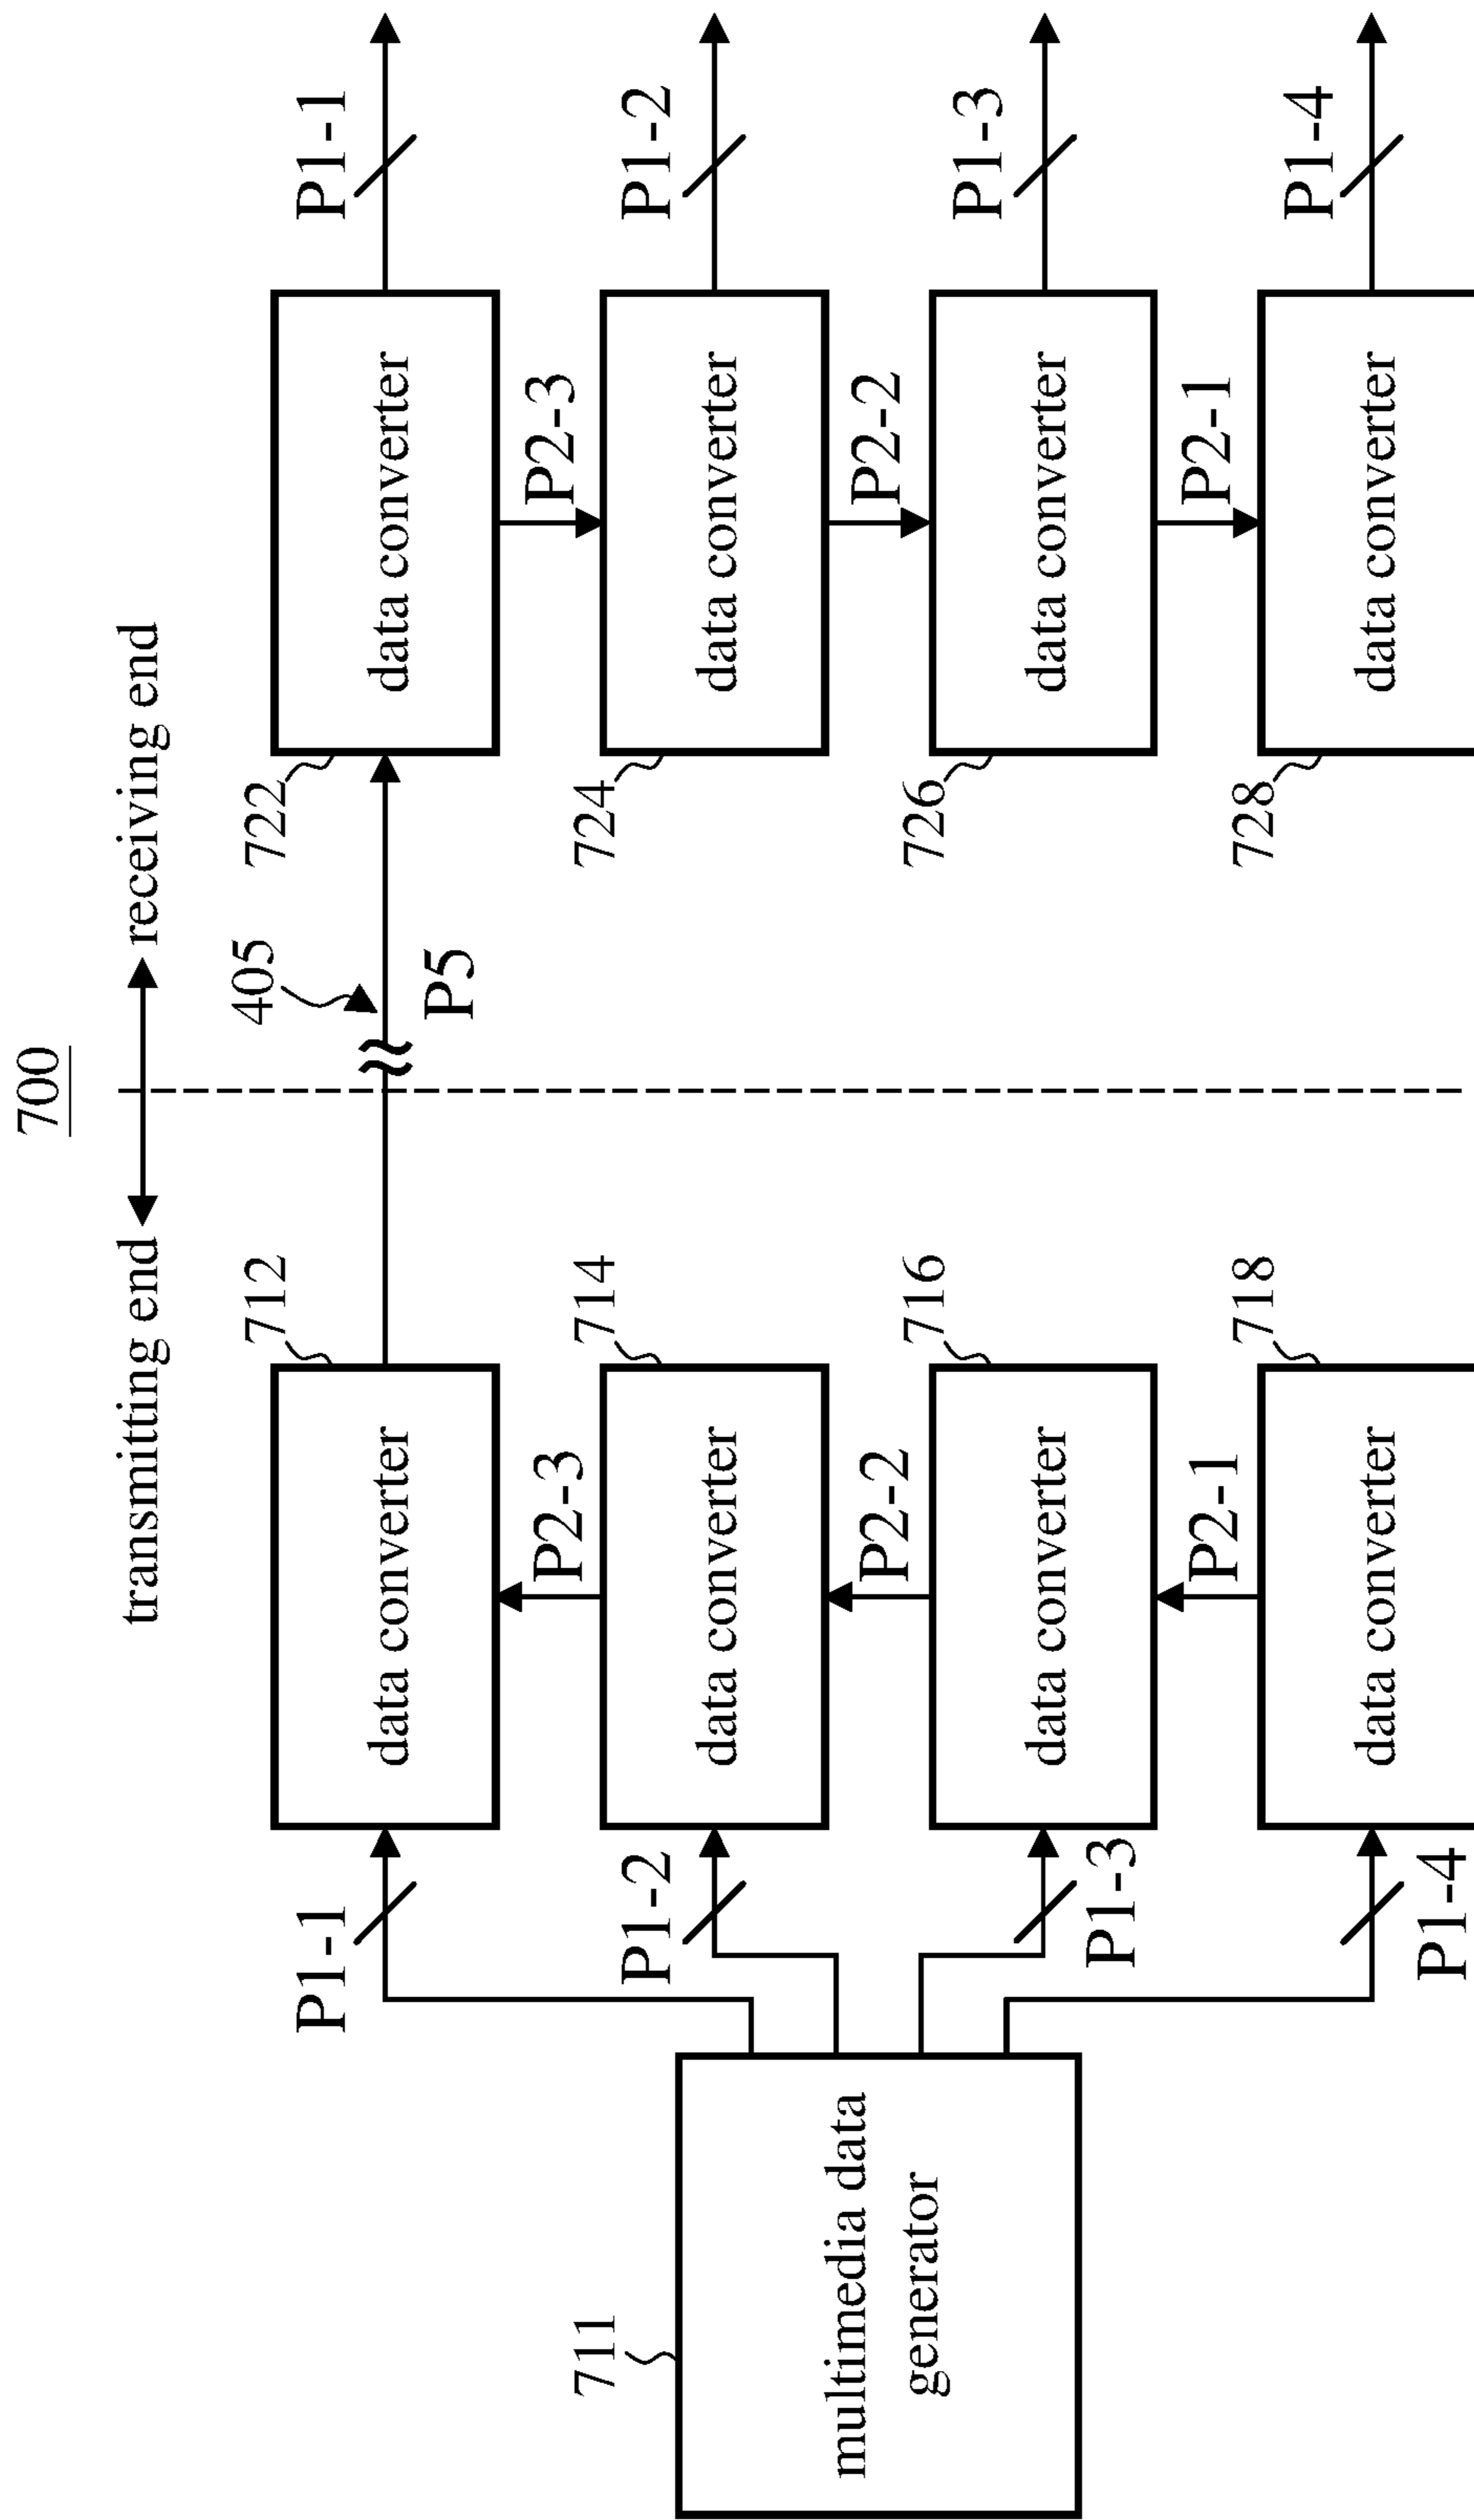 700
transmitting end
receiving end
405
P5
711
multimedia data
generator
P1-1
712
data converter
722
data converter
P1-1
P2-3
P2-3
P1-2
714
data converter
724
data converter
P1-2
P2-2
P2-2
P1-3
716
data converter
726
data converter
P1-3
P2-1
P2-1
P1-4
718
data converter
728
data converter
P1-4